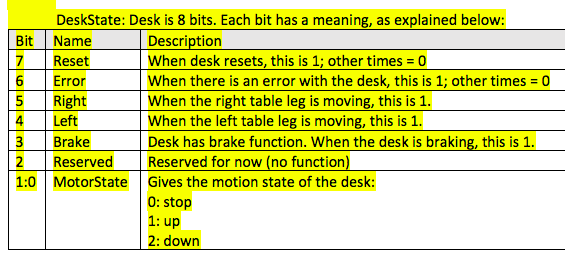 DeskState: Desk is 8 bits. Each bit has a meaning, as explained below:
Bit Name Description
7 Reset When desk resets, this is 1; other times = 0
6 Error When there is an error with the desk, this is 1; other times = 0
5 Right When the right table leg is moving, this is 1.
4 Left When the left table leg is moving, this is 1.
3 Brake Desk has brake function. When the desk is braking, this is 1.
2 Reserved Reserved for now (no function)
1:0 MotorState Gives the motion state of the desk:
0: stop
1: up
2: down